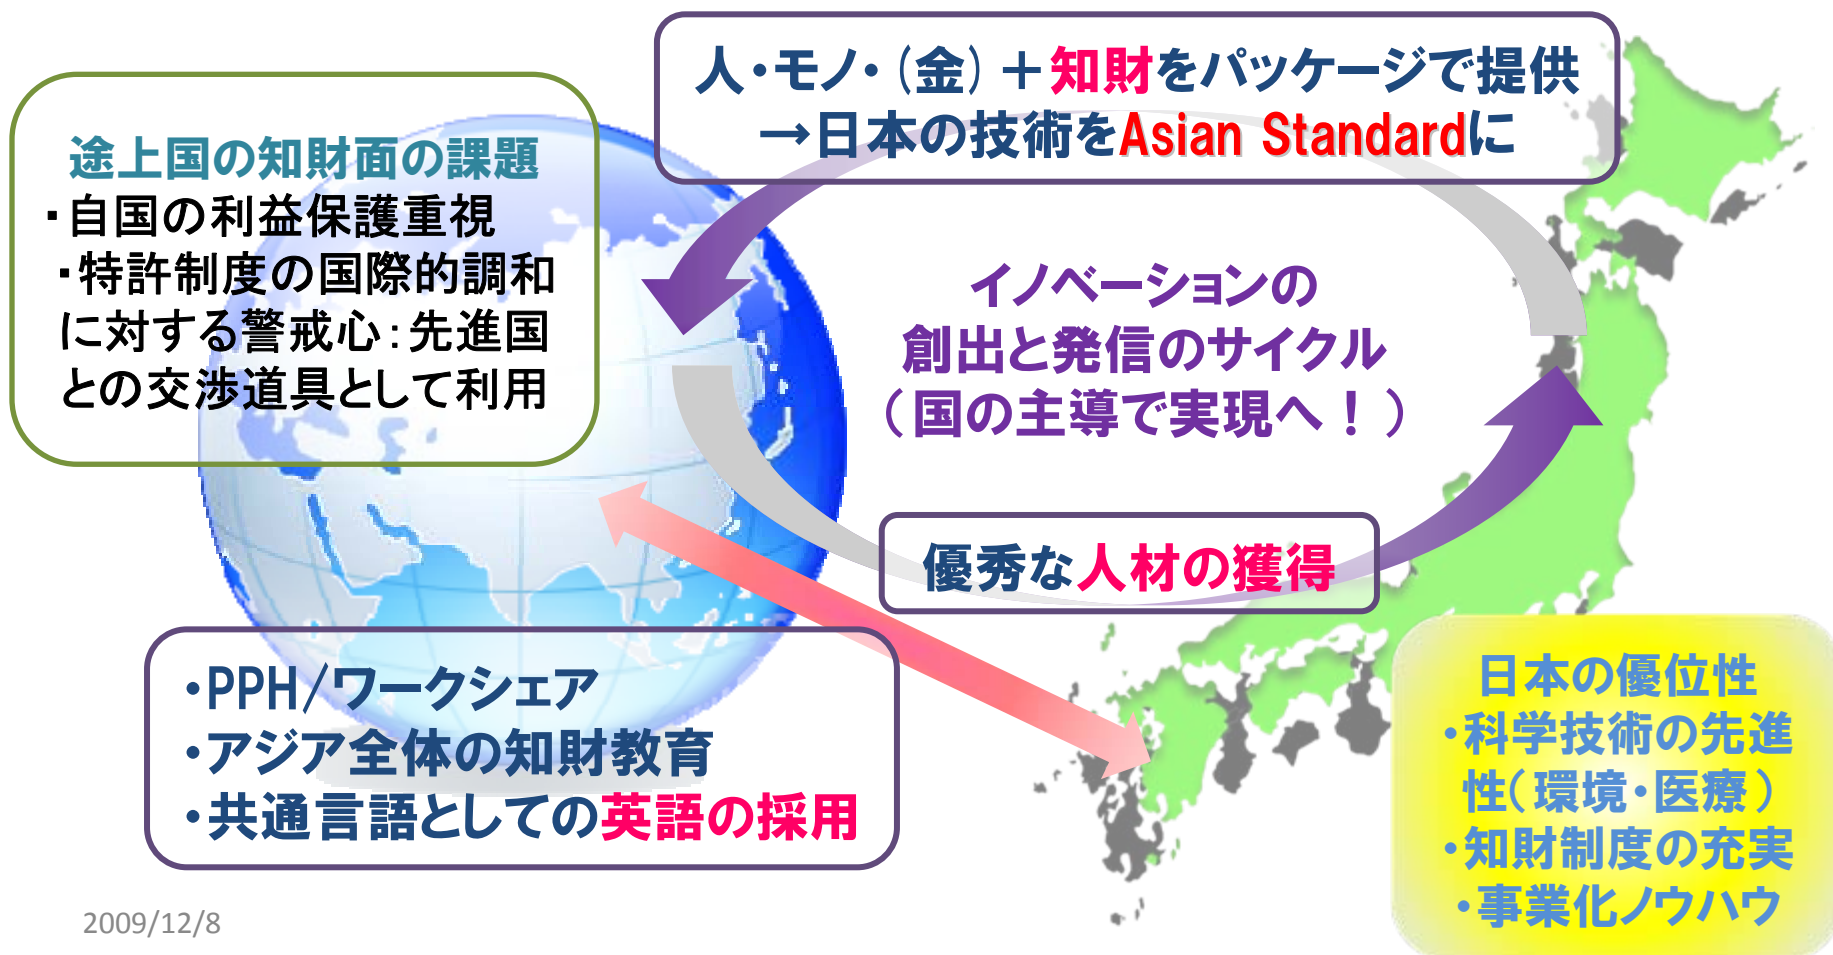 人・モノ・(金)＋知財をパッケージで提供
→日本の技術をAsian Standardに
途上国の知財面の課題
・自国の利益保護重視
・特許制度の国際的調和
に対する警戒心：先進国
との交渉道具として利用
イノベーションの
創出と発信のサイクル
（国の主導で実現へ！）
優秀な人材の獲得
・PPH/ワークシェア
・アジア全体の知財教育
・共通言語としての英語の採用
日本の優位性
・科学技術の先進
性（環境・医療）
・知財制度の充実
・事業化ノウハウ
2009/12/8